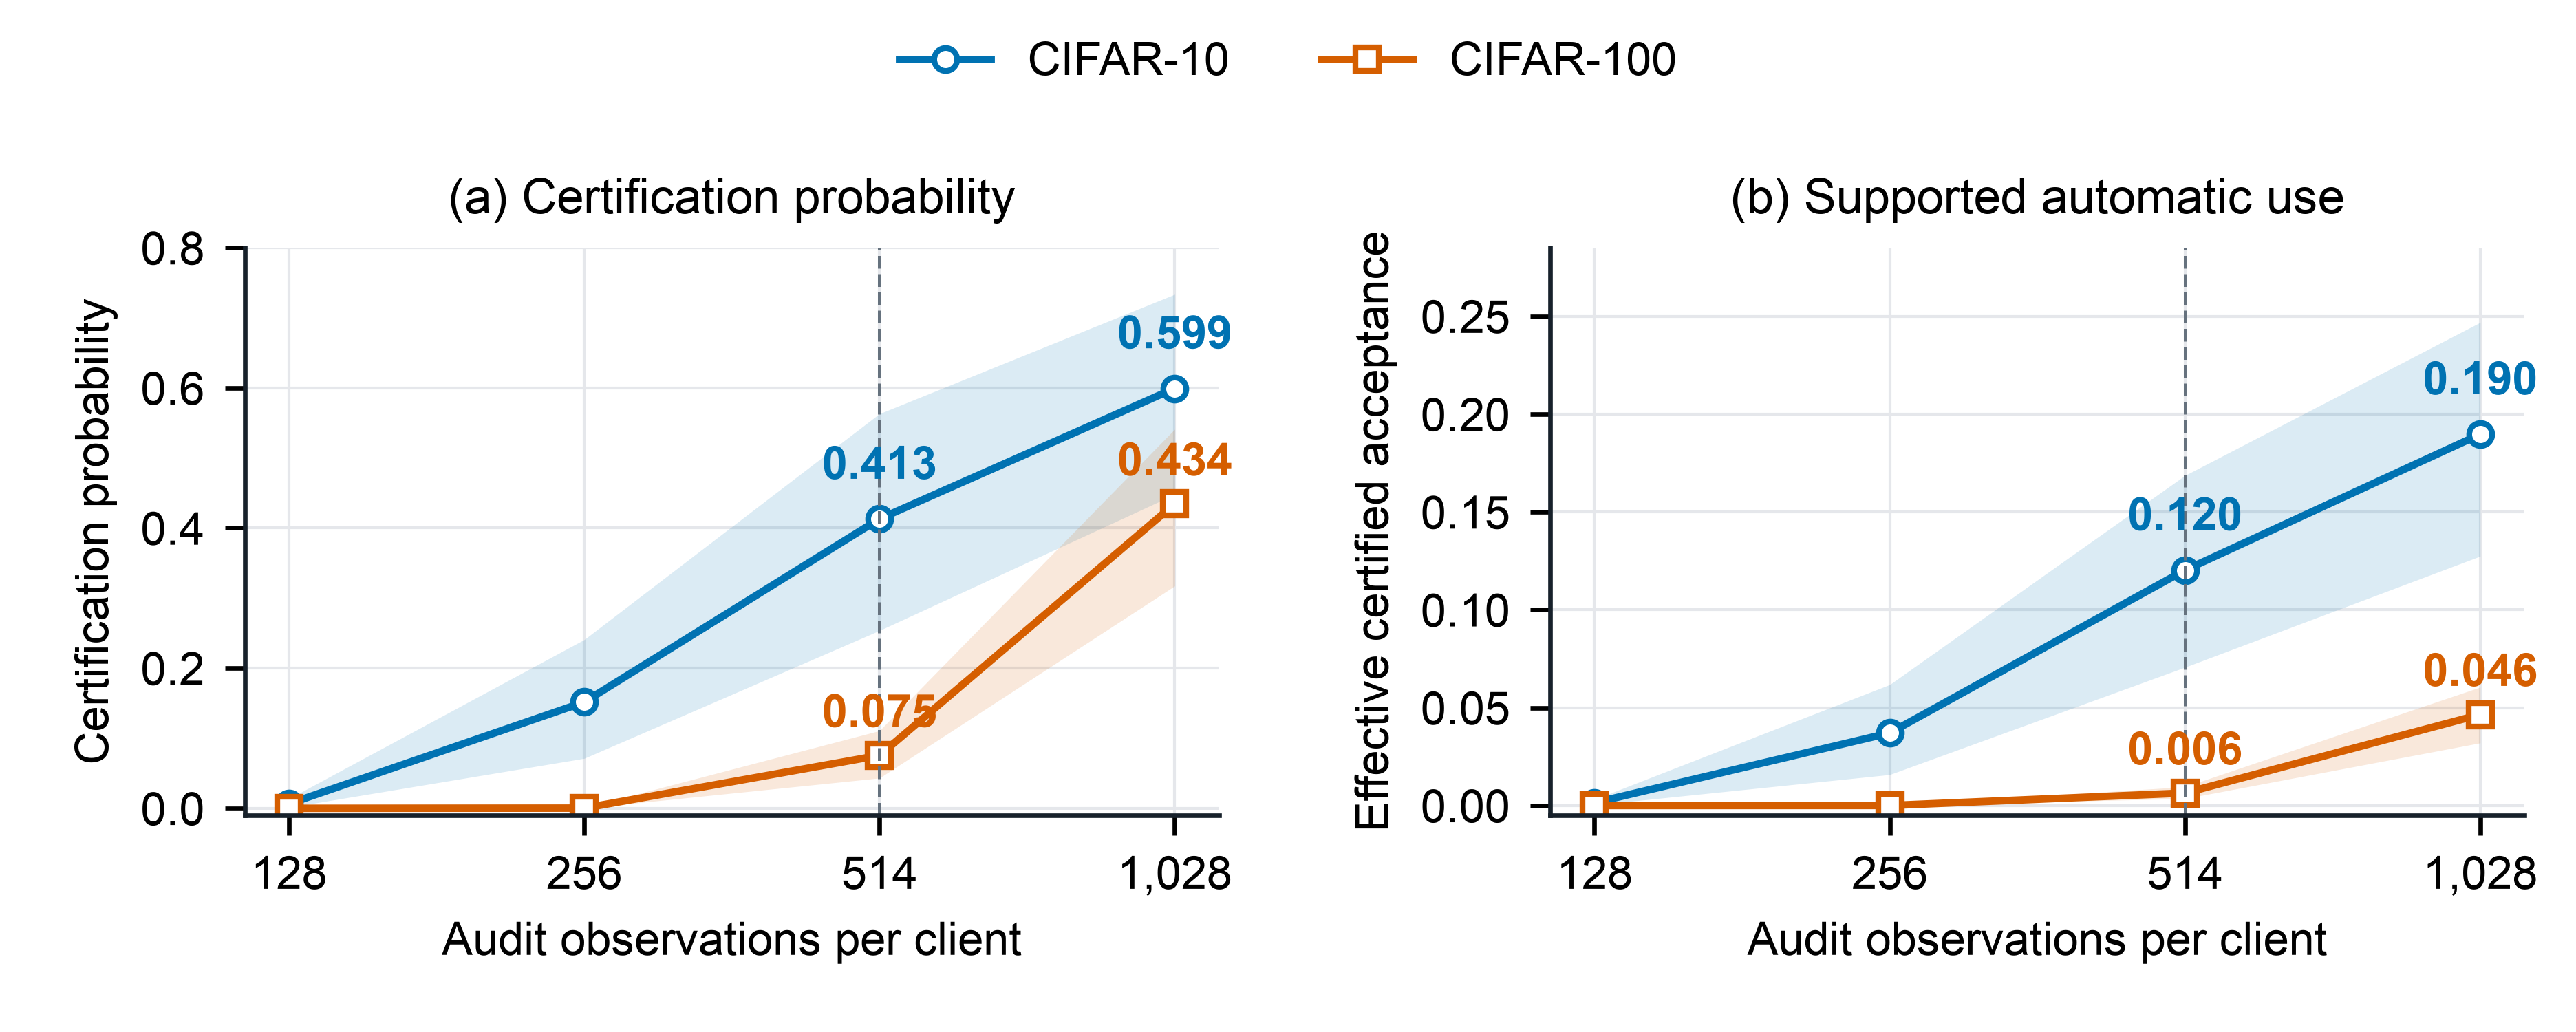 CIFAR-10 CIFAR-100
(a) Certification probability
Certification probability
0.8
0.6
0.4
0.2
0.0
0.413
0.599
0.075
0.434
128 256 514 1,028
Audit observations per client
(b) Supported automatic use
Effective certified acceptance
0.25
0.20
0.15
0.10
0.05
0.00
0.120
0.190
0.006
0.046
128 256 514 1,028
Audit observations per client